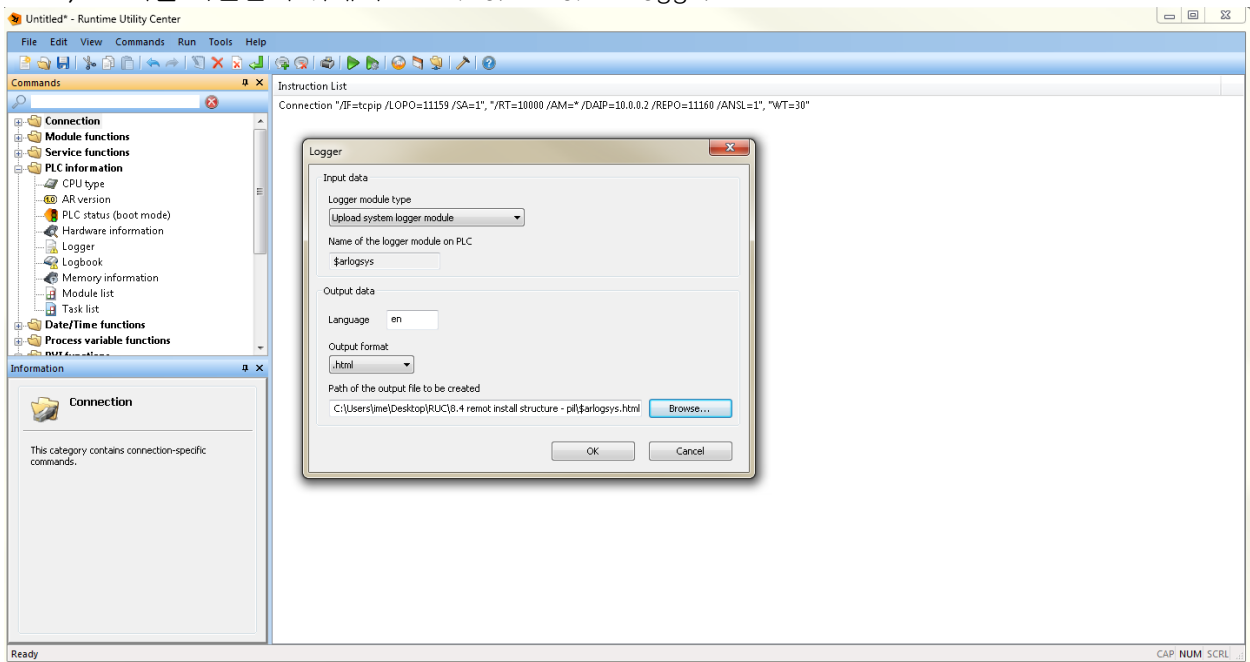 Untitled* - Runtime Utility Center
File Edit View Commands Run Tools Help
Commands
Connection
Module functions
Service functions
PLC information
CPU type
AR version
PLC status (boot mode)
Hardware information
Logger
Logbook
Memory information
Module list
Task list
Date/Time functions
Process variable functions
Information
Connection
This category contains connection-specific
commands.
Instruction List
Connection "/IF=tcpip /LOPO=11159 /SA=1", "/RT=10000 /AM=* /DAIP=10.0.0.2 /REPO=11160 /ANSL=1", "WT=30"
Logger
Input data
Logger module type
Upload system logger module
Name of the logger module on PLC
$arlogsys
Output data
Language en
Output format
.html
Path of the output file to be created
C:\Users\jme\Desktop\RUC\8.4 remot install structure - pil\$arlogsys.html Browse...
OK Cancel
Ready
CAP NUM SCRL